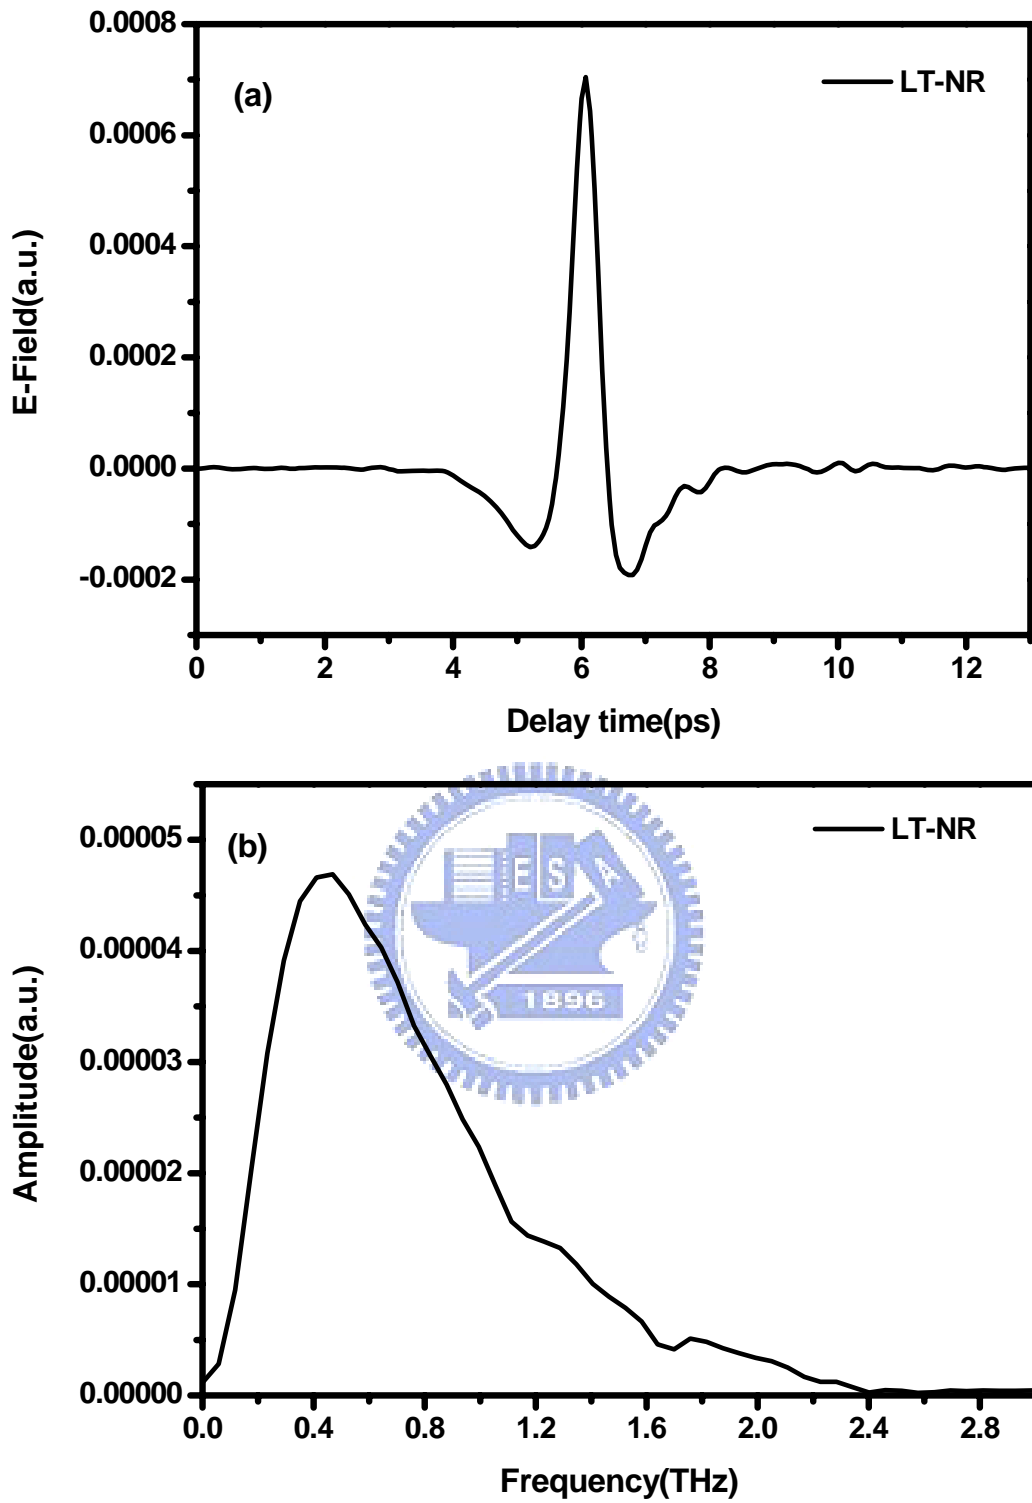 0.0008
0.0006
0.0004
0.0002
0.0000
-0.0002
E-Field(a.u.)
(a)
LT-NR
0 2 4 6 8 10 12
Delay time(ps)
0.00005
0.00004
0.00003
0.00002
0.00001
0.00000
Amplitude(a.u.)
(b)
LT-NR
E S A
1896
0.0 0.4 0.8 1.2 1.6 2.0 2.4 2.8
Frequency(THz)